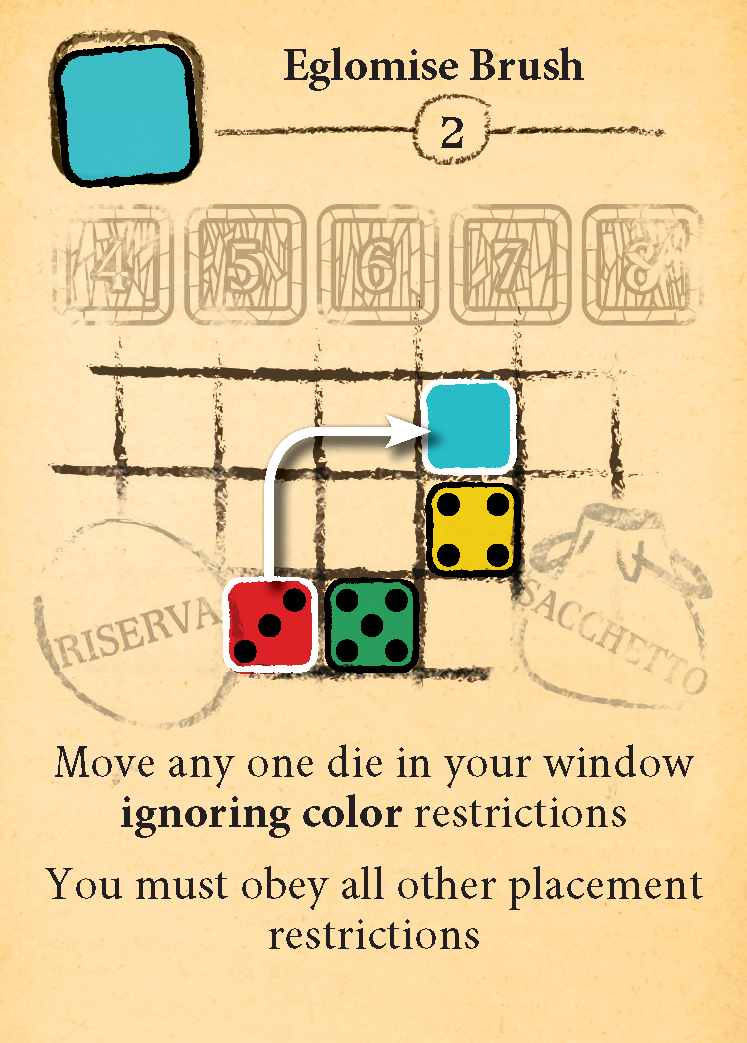 Eglomise Brush
2
4 5 6 7 8
RISERVA
SACCHETTO
Move any one die in your window
ignoring color restrictions
You must obey all other placement
restrictions